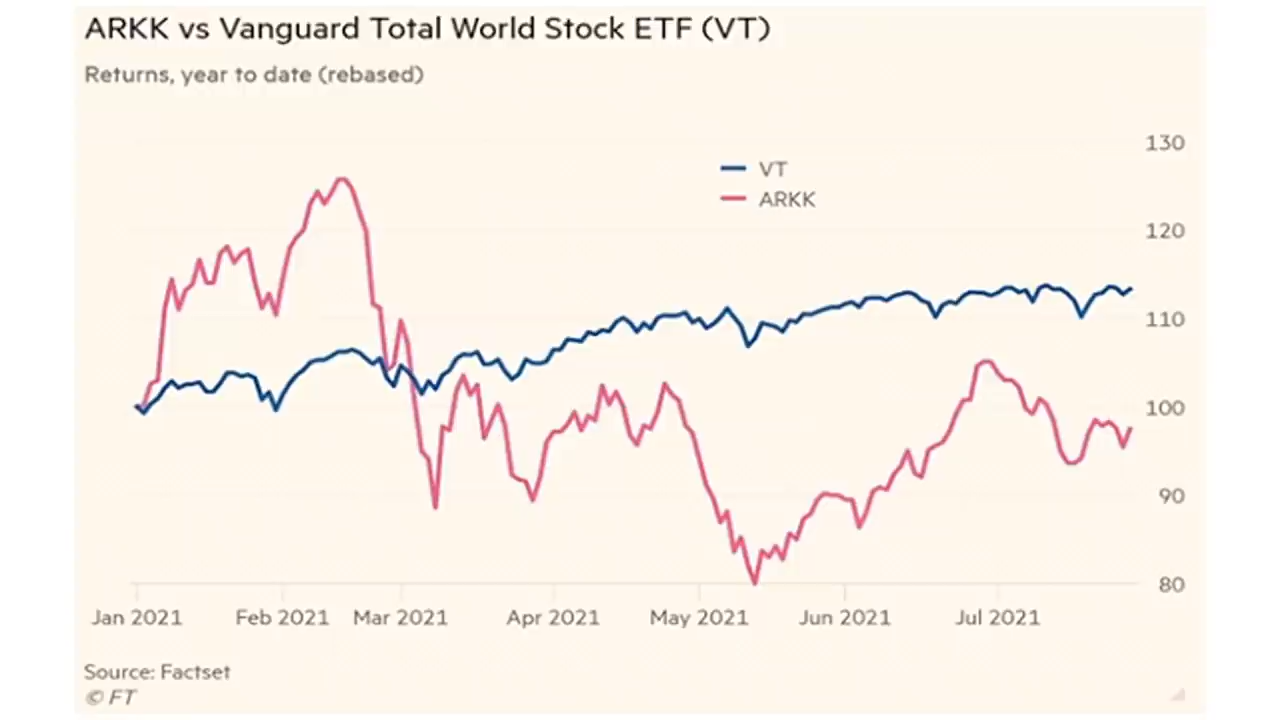 ARKK vs Vanguard Total World Stock ETF (VT)
Returns, year to date (rebased)
VT
ARKK
130
120
110
100
90
80
Jan 2021 Feb 2021 Mar 2021 Apr 2021 May 2021 Jun 2021 Jul 2021
Source: Factset
© FT